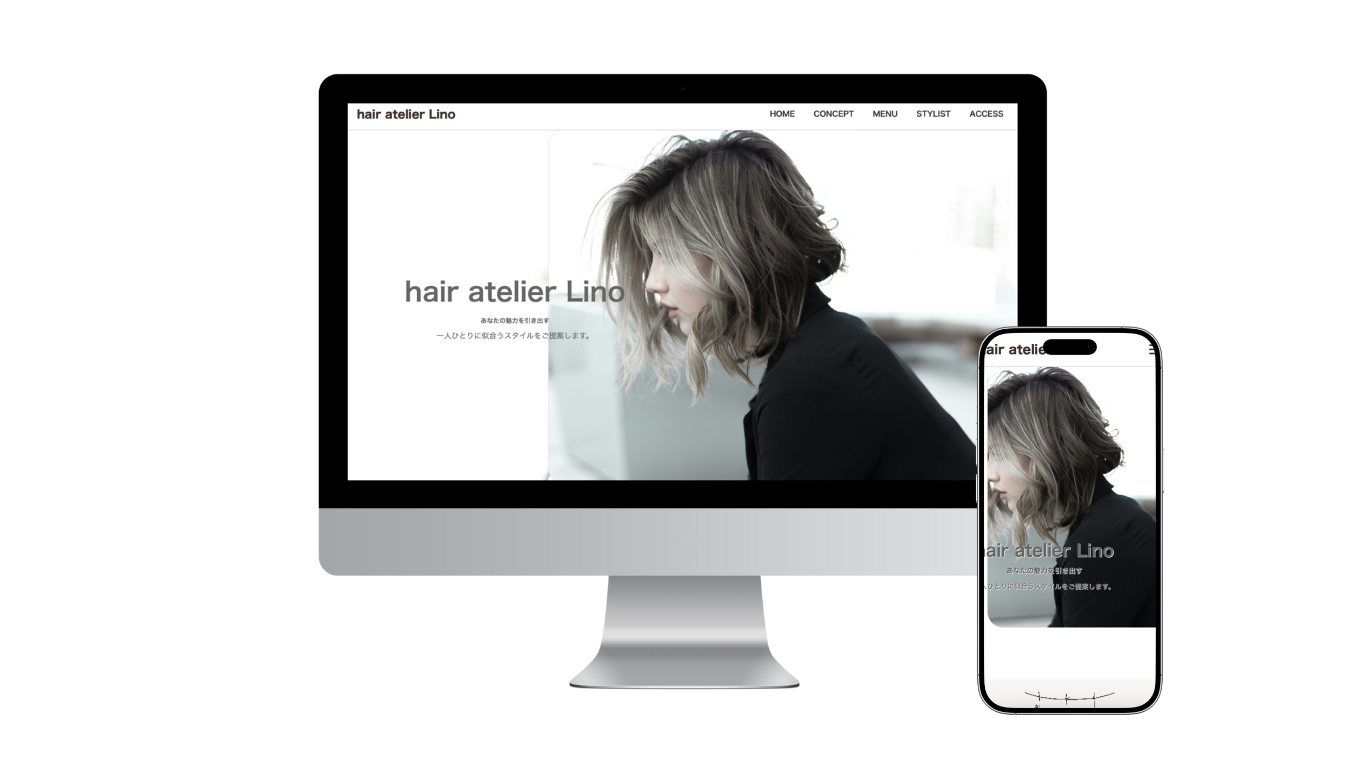 hair atelier Lino
HOME CONCEPT MENU STYLIST ACCESS
hair atelier Lino
あなたの魅力を引き出す
一人ひとりに似合うスタイルをご提案します。
air atelie
air atelier Lino
あなたの魅力を引き出す
ひとりに似合うスタイルをご提案します。